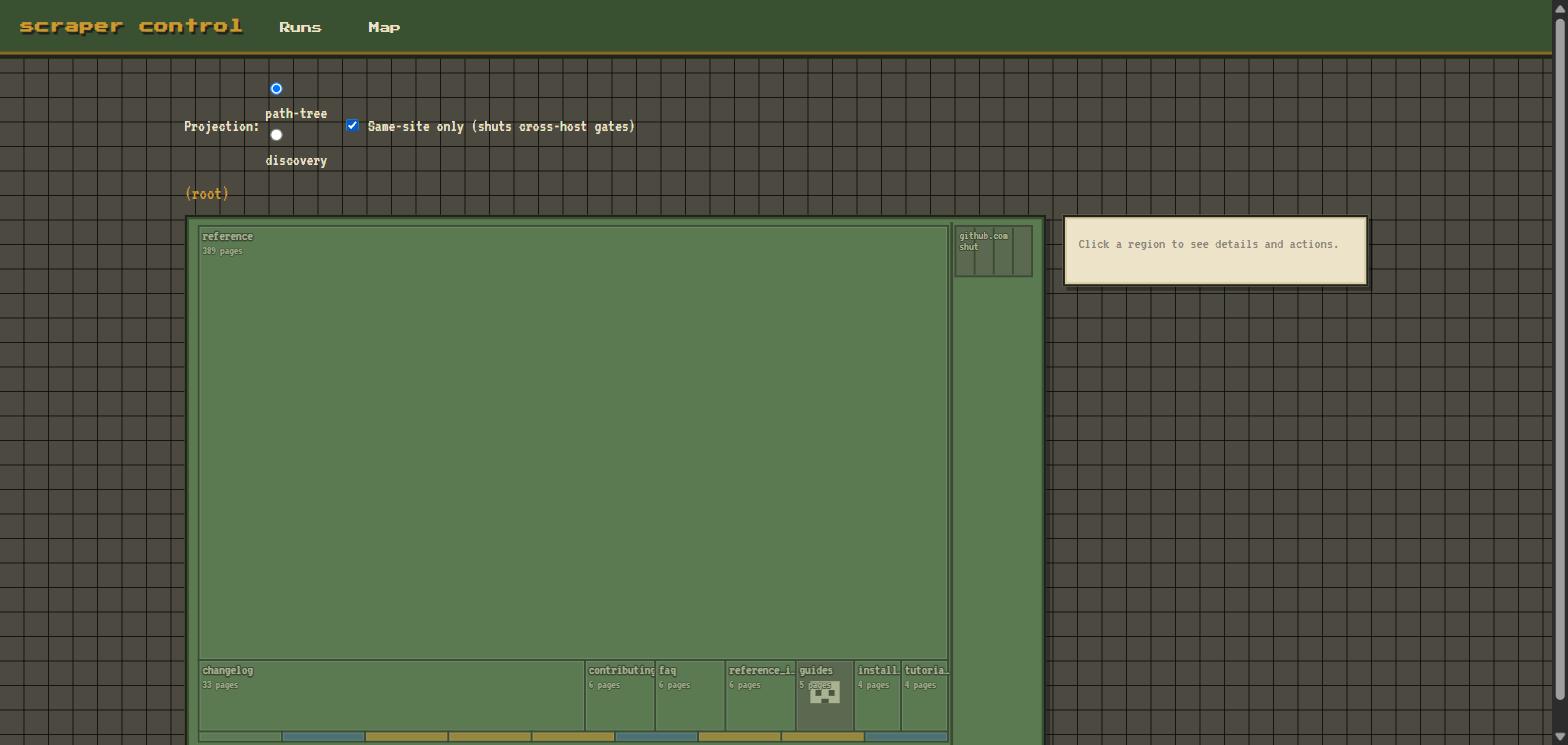 scraper control Runs Map
Projection:
path-tree
discovery
Same-site only (shuts cross-host gates)
(root)
reference
389 pages
github.com
shut
Click a region to see details and actions.
changelog
33 pages
contributing
6 pages
faq
6 pages
reference_i…
6 pages
guides
5 pages
install…
4 pages
tutoria…
4 pages